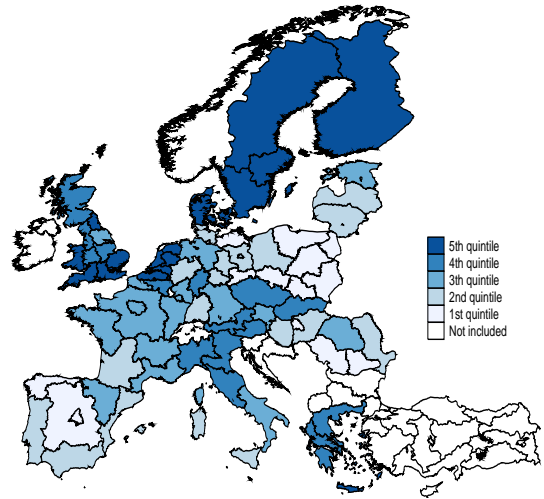 5th quintile
4th quintile
3th quintile
2nd quintile
1st quintile
Not included